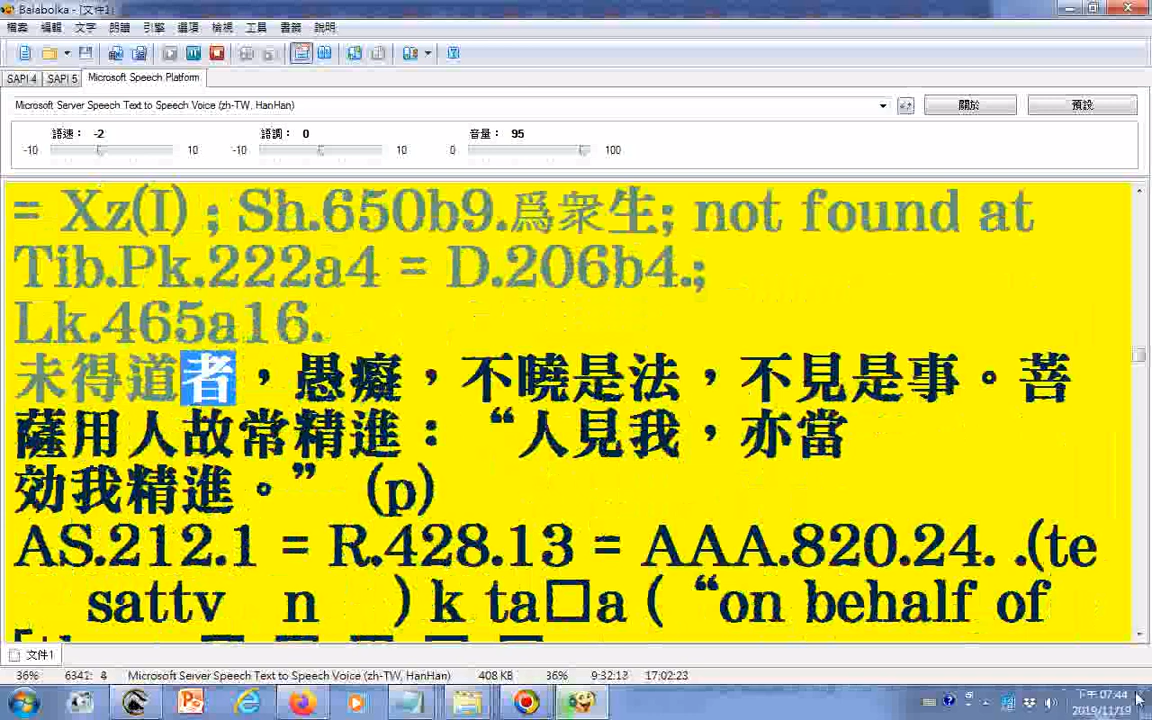 Balabolka - [文件1]
檔案 編輯 文字 朗讀 引擎 選項 檢視 工具 書籤 說明
SAPI 4 SAPI 5 Microsoft Speech Platform
Microsoft Server Speech Text to Speech Voice (zh-TW, HanHan) 關於 預設
語速： -2 語調： 0 音量： 95
-10 10 -10 10 0 100
= Xz(I) ; Sh.650b9.爲衆生; not found at
Tib.Pk.222a4 = D.206b4.;
Lk.465a16.
未得道者，愚癡，不曉是法，不見是事。菩
薩用人故常精進：“人見我，亦當
効我精進。” (p)
AS.212.1 = R.428.13 = AAA.820.24. .(te
sattv n ) k ta□a ( “on behalf of
文件1
36% 6342: 8 Microsoft Server Speech Text to Speech Voice (zh-TW, HanHan) 408 KB 36% 9:32:13 17:02:23
下午 07:44
2019/11/19